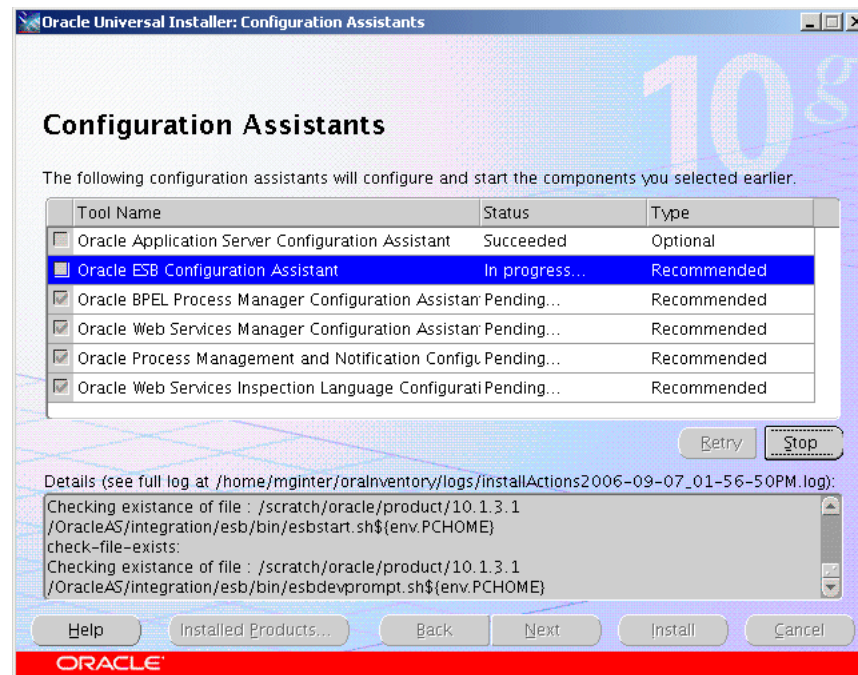 Oracle Universal Installer: Configuration Assistants
10g
Configuration Assistants
The following configuration assistants will configure and start the components you selected earlier.
Tool Name Status Type
Oracle Application Server Configuration Assistant Succeeded Optional
Oracle ESB Configuration Assistant In progress... Recommended
Oracle BPEL Process Manager Configuration Assistan Pending... Recommended
Oracle Web Services Manager Configuration Assistan Pending... Recommended
Oracle Process Management and Notification Configu Pending... Recommended
Oracle Web Services Inspection Language Configurati Pending... Recommended
Retry Stop
Details (see full log at /home/mginter/oraInventory/logs/installActions2006-09-07_01-56-50PM.log):
Checking existance of file : /scratch/oracle/product/10.1.3.1
/OracleAS/integration/esb/bin/esbstart.sh${env.PCHOME}
check-file-exists:
Checking existance of file : /scratch/oracle/product/10.1.3.1
/OracleAS/integration/esb/bin/esbdevprompt.sh${env.PCHOME}
Help Installed Products... Back Next Install Cancel
ORACLE